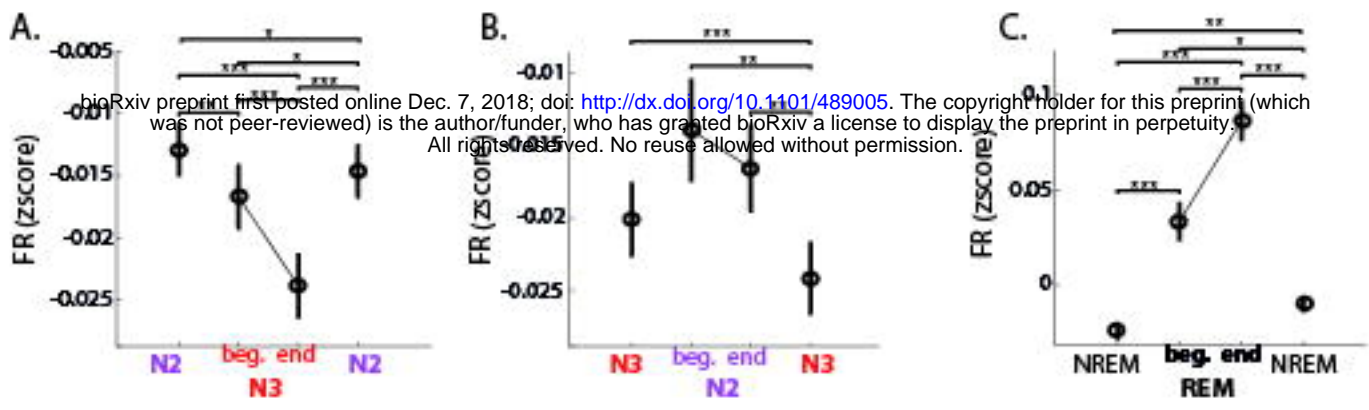 A.
B.
C.
bioRxiv preprint first posted online Dec. 7, 2018; doi: http://dx.doi.org/10.1101/489005. The copyright holder for this preprint (which
was not peer-reviewed) is the author/funder, who has granted bioRxiv a license to display the preprint in perpetuity.
All rights reserved. No reuse allowed without permission.
FR (zscore)
-0.005
-0.01
-0.015
-0.02
-0.025
*
*
***
***
***
N2
beg. end
N2
N3
FR (zscore)
-0.01
-0.015
-0.02
-0.025
***
**
N3
beg. end
N3
N2
FR (zscore)
0.1
0.05
0
**
*
***
***
***
***
NREM
beg. end
NREM
REM